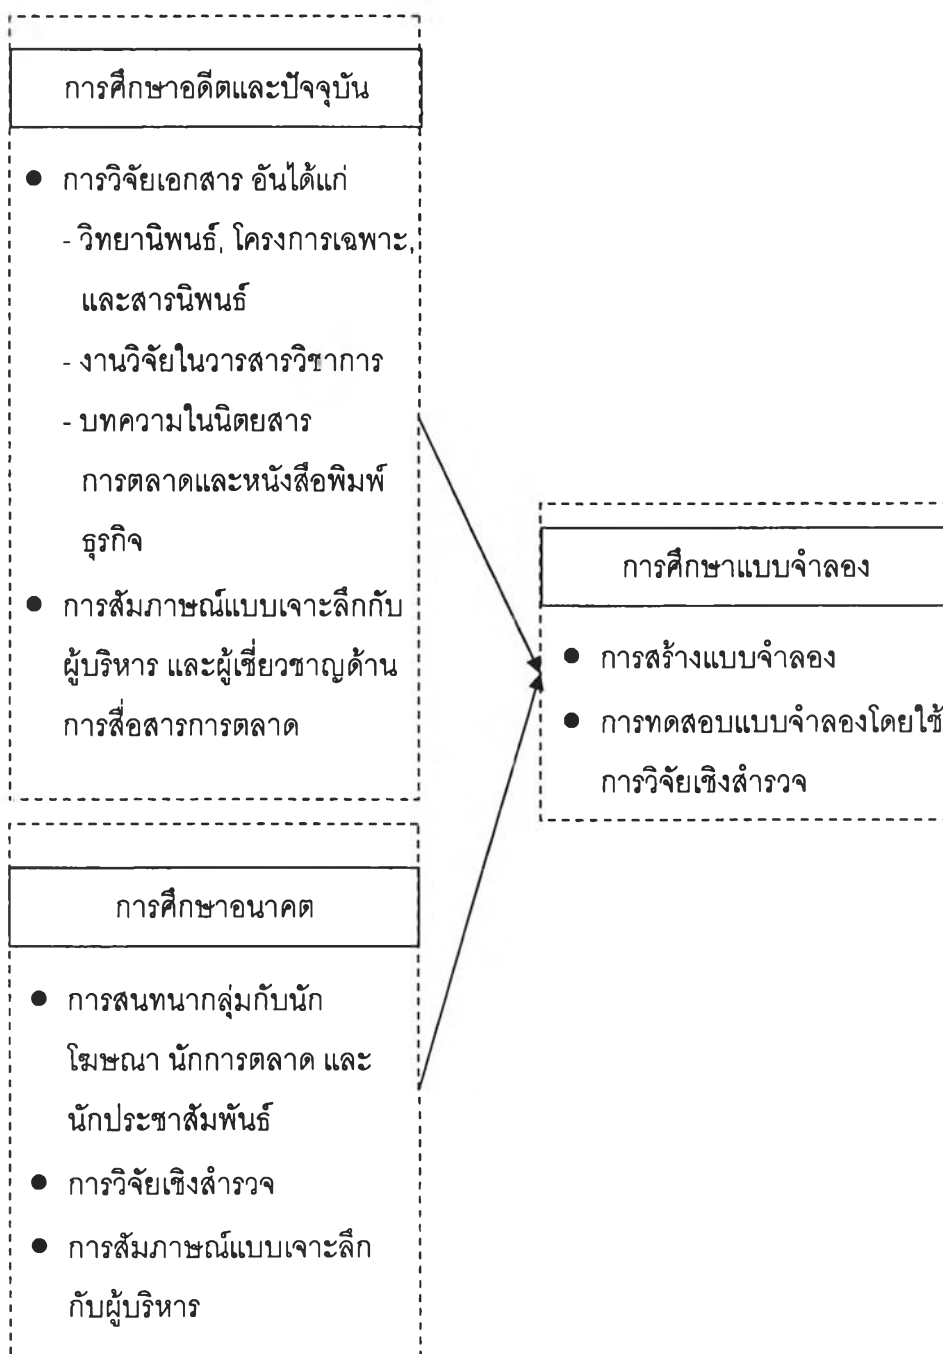 การศึกษาอดีตและปัจจุบัน
● การวิจัยเอกสาร อันได้แก่
- วิทยานิพนธ์, โครงการเฉพาะ,
และสารนิพนธ์
- งานวิจัยในวารสารวิชาการ
- บทความในนิตยสาร
การตลาดและหนังสือพิมพ์
ธุรกิจ
● การสัมภาษณ์แบบเจาะลึกกับ
ผู้บริหาร และผู้เชี่ยวชาญด้าน
การสื่อสารการตลาด
การศึกษาอนาคต
● การสนทนากลุ่มกับนัก
โฆษณา นักการตลาด และ
นักประชาสัมพันธ์
● การวิจัยเชิงสำรวจ
● การสัมภาษณ์แบบเจาะลึก
กับผู้บริหาร
การศึกษาแบบจำลอง
● การสร้างแบบจำลอง
● การทดสอบแบบจำลองโดยใช้
การวิจัยเชิงสำรวจ